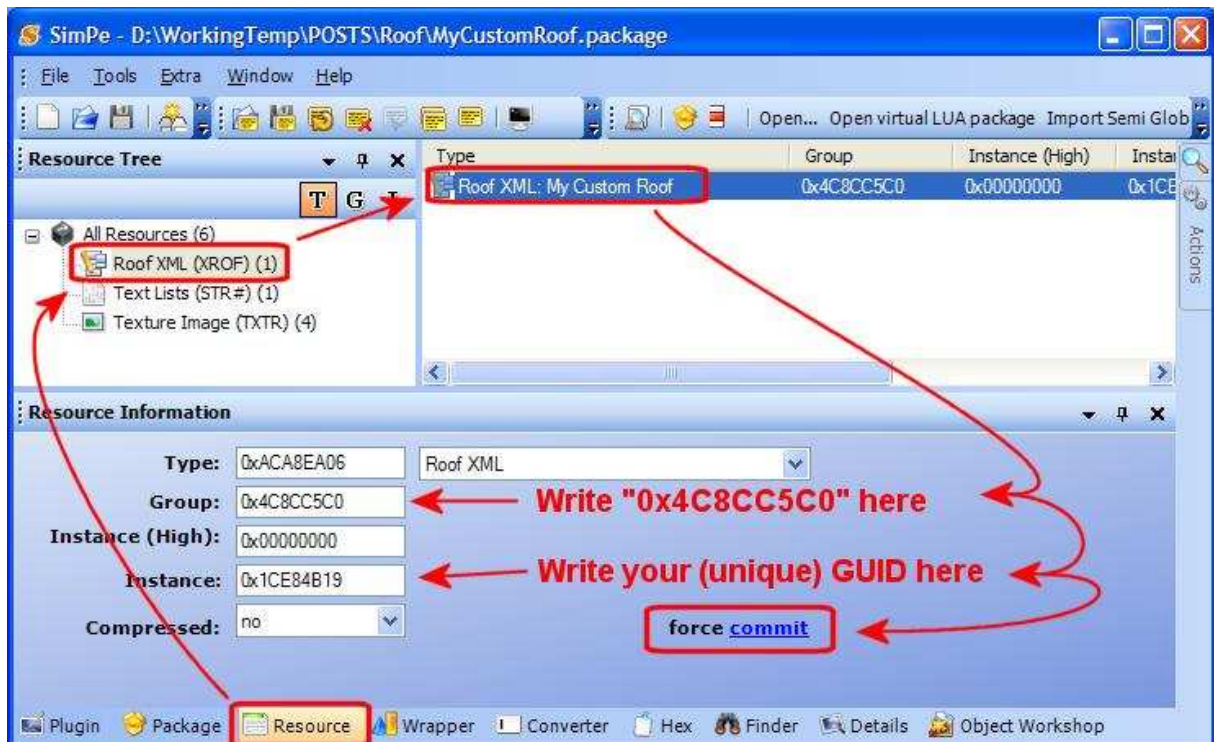 SimPe - D:\WorkingTemp\POSTS\Roof\MyCustomRoof.package
File Tools Extra Window Help
Open... Open virtual LUA package Import Semi Glob
Resource Tree
T G
Type Group Instance (High) Instan
Roof XML: My Custom Roof 0x4C8CC5C0 0x00000000 0x1CE
All Resources (6)
Roof XML (XROF) (1)
Text Lists (STR#) (1)
Texture Image (TXTR) (4)
Actions
Resource Information
Type: 0xACA8EA06 Roof XML
Group: 0x4C8CC5C0 Write "0x4C8CC5C0" here
Instance (High): 0x00000000
Instance: 0x1CE84B19 Write your (unique) GUID here
Compressed: no force commit
Plugin Package Resource Wrapper Converter Hex Finder Details Object Workshop